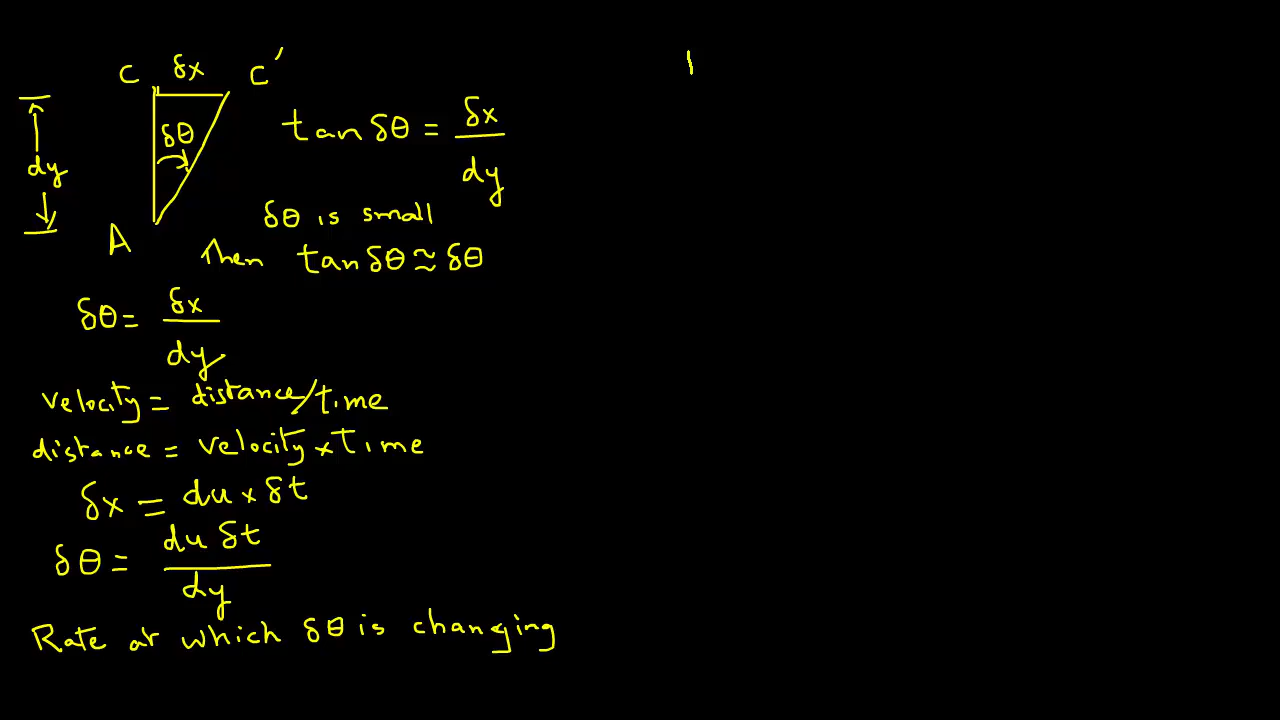 C δx C′
δθ
dy
A
tan δθ = δx/dy
δθ is small
Then tan δθ ≈ δθ
δθ = δx/dy
velocity = distance/time
distance = velocity × Time
δx = du × δt
δθ = du δt/dy
Rate at which δθ is changing